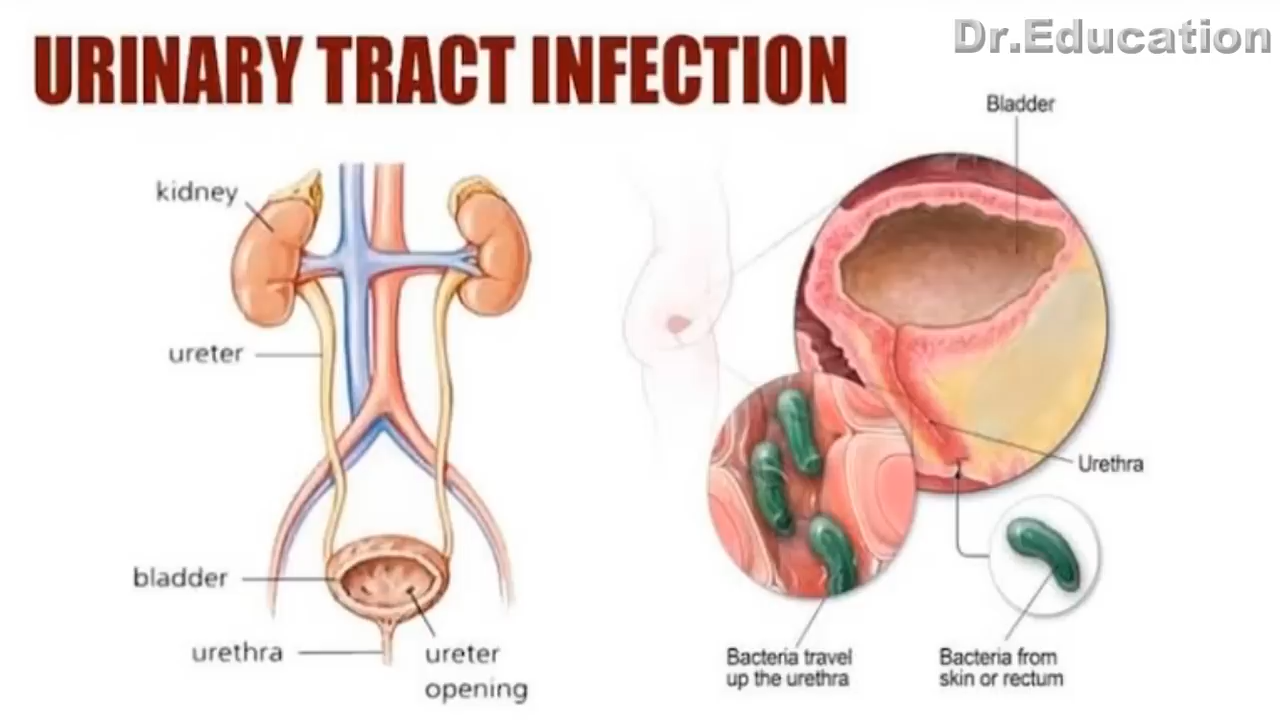 Dr.Education
URINARY TRACT INFECTION
kidney
ureter
bladder
urethra
ureter
opening
Bladder
Urethra
Bacteria travel
up the urethra
Bacteria from
skin or rectum